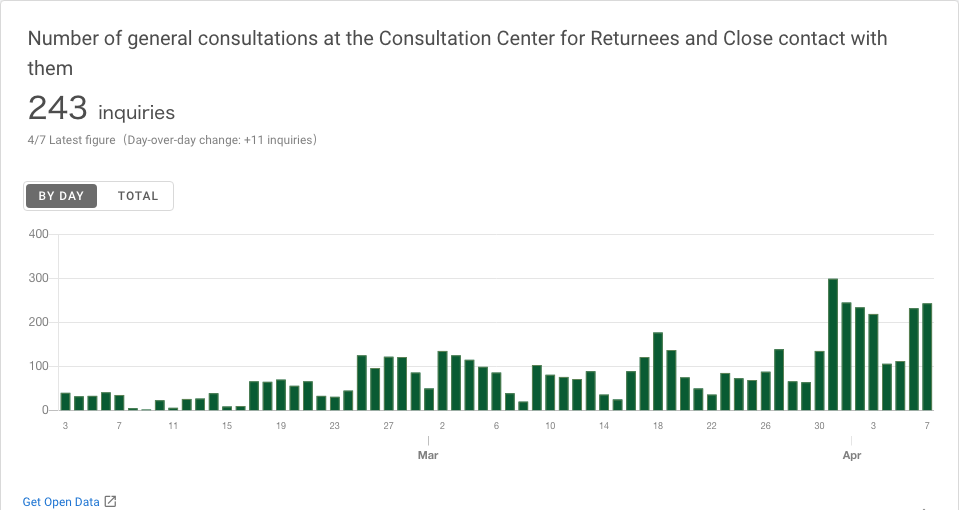 Number of general consultations at the Consultation Center for Returnees and Close contact with
them
243 inquiries
4/7 Latest figure (Day-over-day change: +11 inquiries)
BY DAY TOTAL
400
300
200
100
0
3 7 11 15 19 23 27 2 6 10 14 18 22 26 30 3 7
Mar Apr
Get Open Data